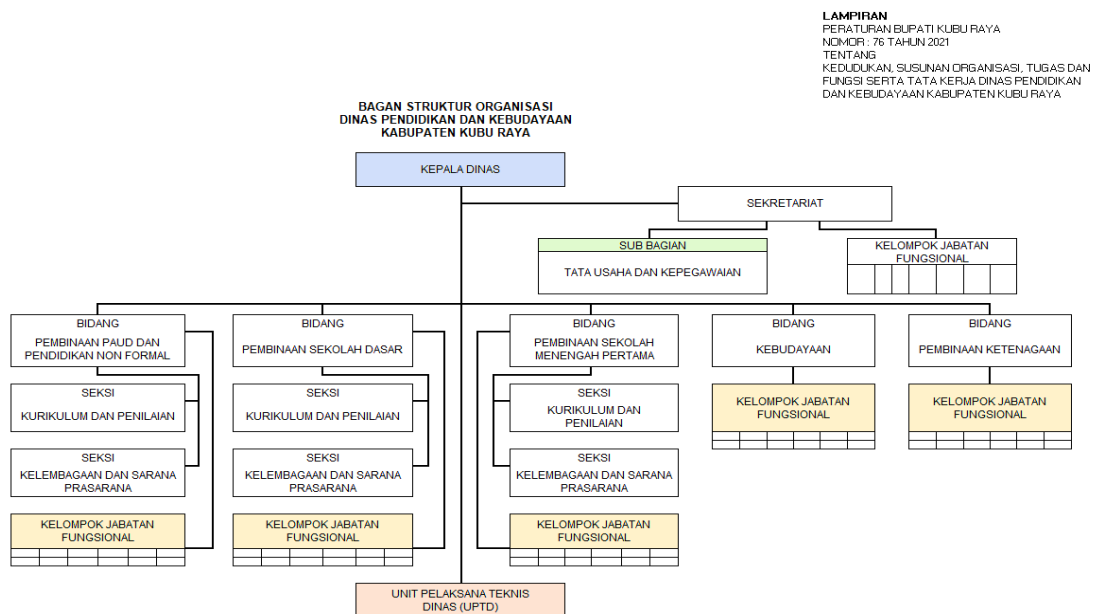 LAMPIRAN
PERATURAN BUPATI KUBU RAYA
NOMOR : 76 TAHUN 2021
TENTANG
KEDUDUKAN, SUSUNAN ORGANISASI, TUGAS DAN
FUNGSI SERTA TATA KERJA DINAS PENDIDIKAN
DAN KEBUDAYAAN KABUPATEN KUBU RAYA
BAGAN STRUKTUR ORGANISASI
DINAS PENDIDIKAN DAN KEBUDAYAAN
KABUPATEN KUBU RAYA
KEPALA DINAS
SEKRETARIAT
SUB BAGIAN
TATA USAHA DAN KEPEGAWAIAN
KELOMPOK JABATAN
FUNGSIONAL
BIDANG
PEMBINAAN PAUD DAN
PENDIDIKAN NON FORMAL
SEKSI
KURIKULUM DAN PENILAIAN
SEKSI
KELEMBAGAAN DAN SARANA
PRASARANA
KELOMPOK JABATAN
FUNGSIONAL
BIDANG
PEMBINAAN SEKOLAH DASAR
SEKSI
KURIKULUM DAN PENILAIAN
SEKSI
KELEMBAGAAN DAN SARANA
PRASARANA
KELOMPOK JABATAN
FUNGSIONAL
BIDANG
PEMBINAAN SEKOLAH
MENENGAH PERTAMA
SEKSI
KURIKULUM DAN
PENILAIAN
SEKSI
KELEMBAGAAN DAN SARANA
PRASARANA
KELOMPOK JABATAN
FUNGSIONAL
BIDANG
KEBUDAYAAN
KELOMPOK JABATAN
FUNGSIONAL
BIDANG
PEMBINAAN KETENAGAAN
KELOMPOK JABATAN
FUNGSIONAL
UNIT PELAKSANA TEKNIS
DINAS (UPTD)